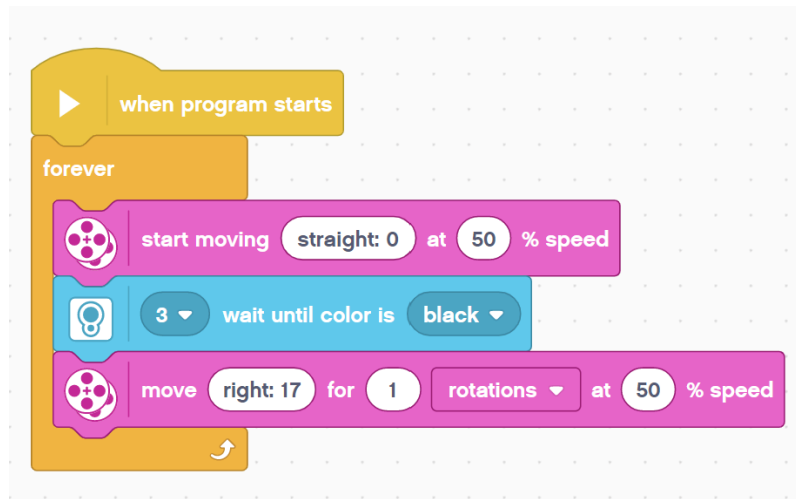 when program starts
forever
start moving straight: 0 at 50 % speed
3 wait until color is black
move right: 17 for 1 rotations at 50 % speed